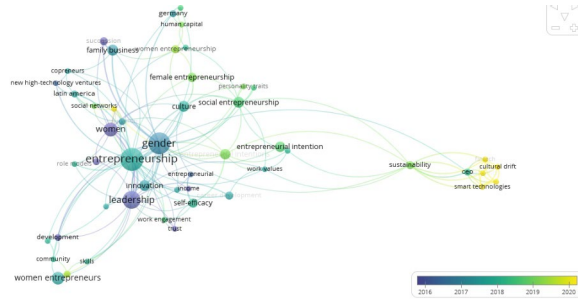 germany
human capital
succession
family business
women entrepreneurship
copreneurs
new high-technology ventures
latin america
social networks
female entrepreneurship
personality traits
culture
social entrepreneurship
women
gender
entrepreneurship
entrepreneurial intention
work values
sustainability
ceo
cultural drift
smart technologies
entrepreneurial
innovation
income
leadership
self-efficacy
work engagement
trust
development
community
skills
women entrepreneurs
2016 2017 2018 2019 2020